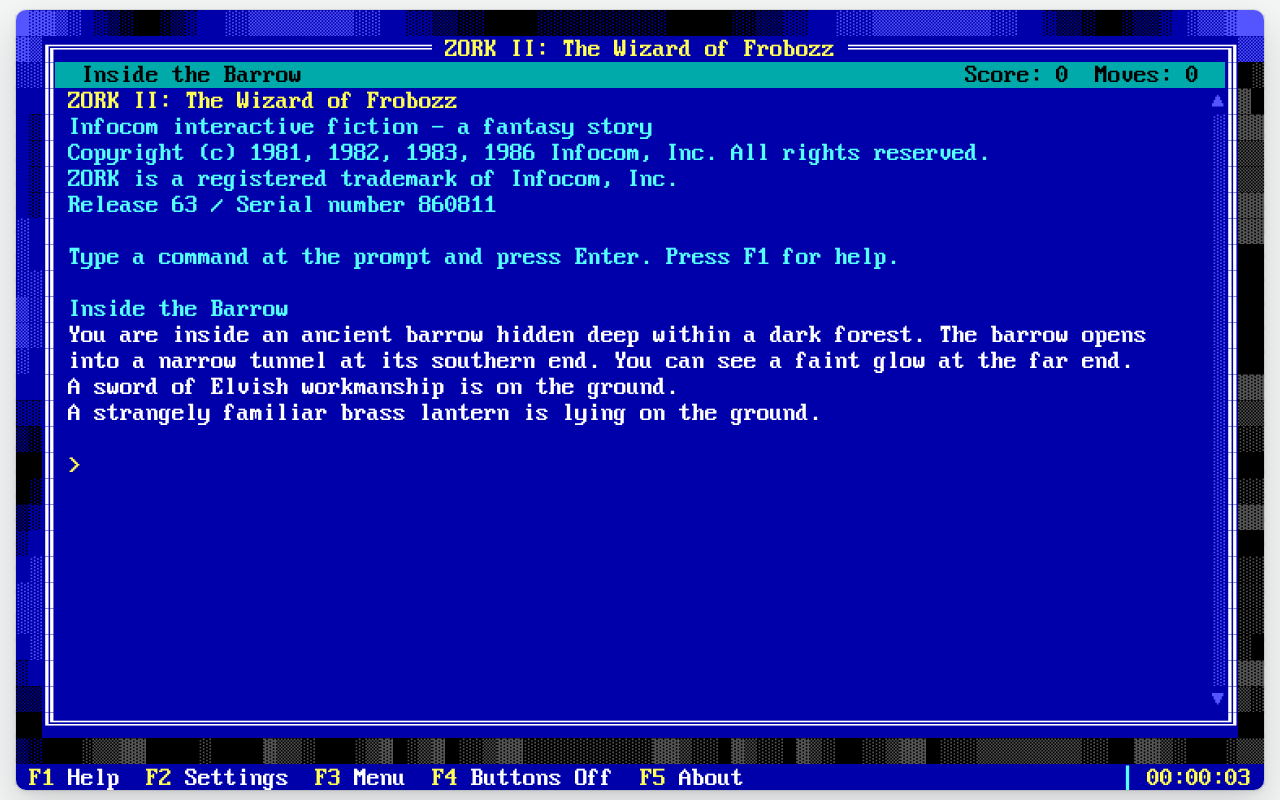 ZORK II: The Wizard of Frobozz
Inside the Barrow Score: 0 Moves: 0
ZORK II: The Wizard of Frobozz
Infocom interactive fiction - a fantasy story
Copyright (c) 1981, 1982, 1983, 1986 Infocom, Inc. All rights reserved.
ZORK is a registered trademark of Infocom, Inc.
Release 63 / Serial number 860811
Type a command at the prompt and press Enter. Press F1 for help.
Inside the Barrow
You are inside an ancient barrow hidden deep within a dark forest. The barrow opens
into a narrow tunnel at its southern end. You can see a faint glow at the far end.
A sword of Elvish workmanship is on the ground.
A strangely familiar brass lantern is lying on the ground.
>
F1 Help F2 Settings F3 Menu F4 Buttons Off F5 About 00:00:03